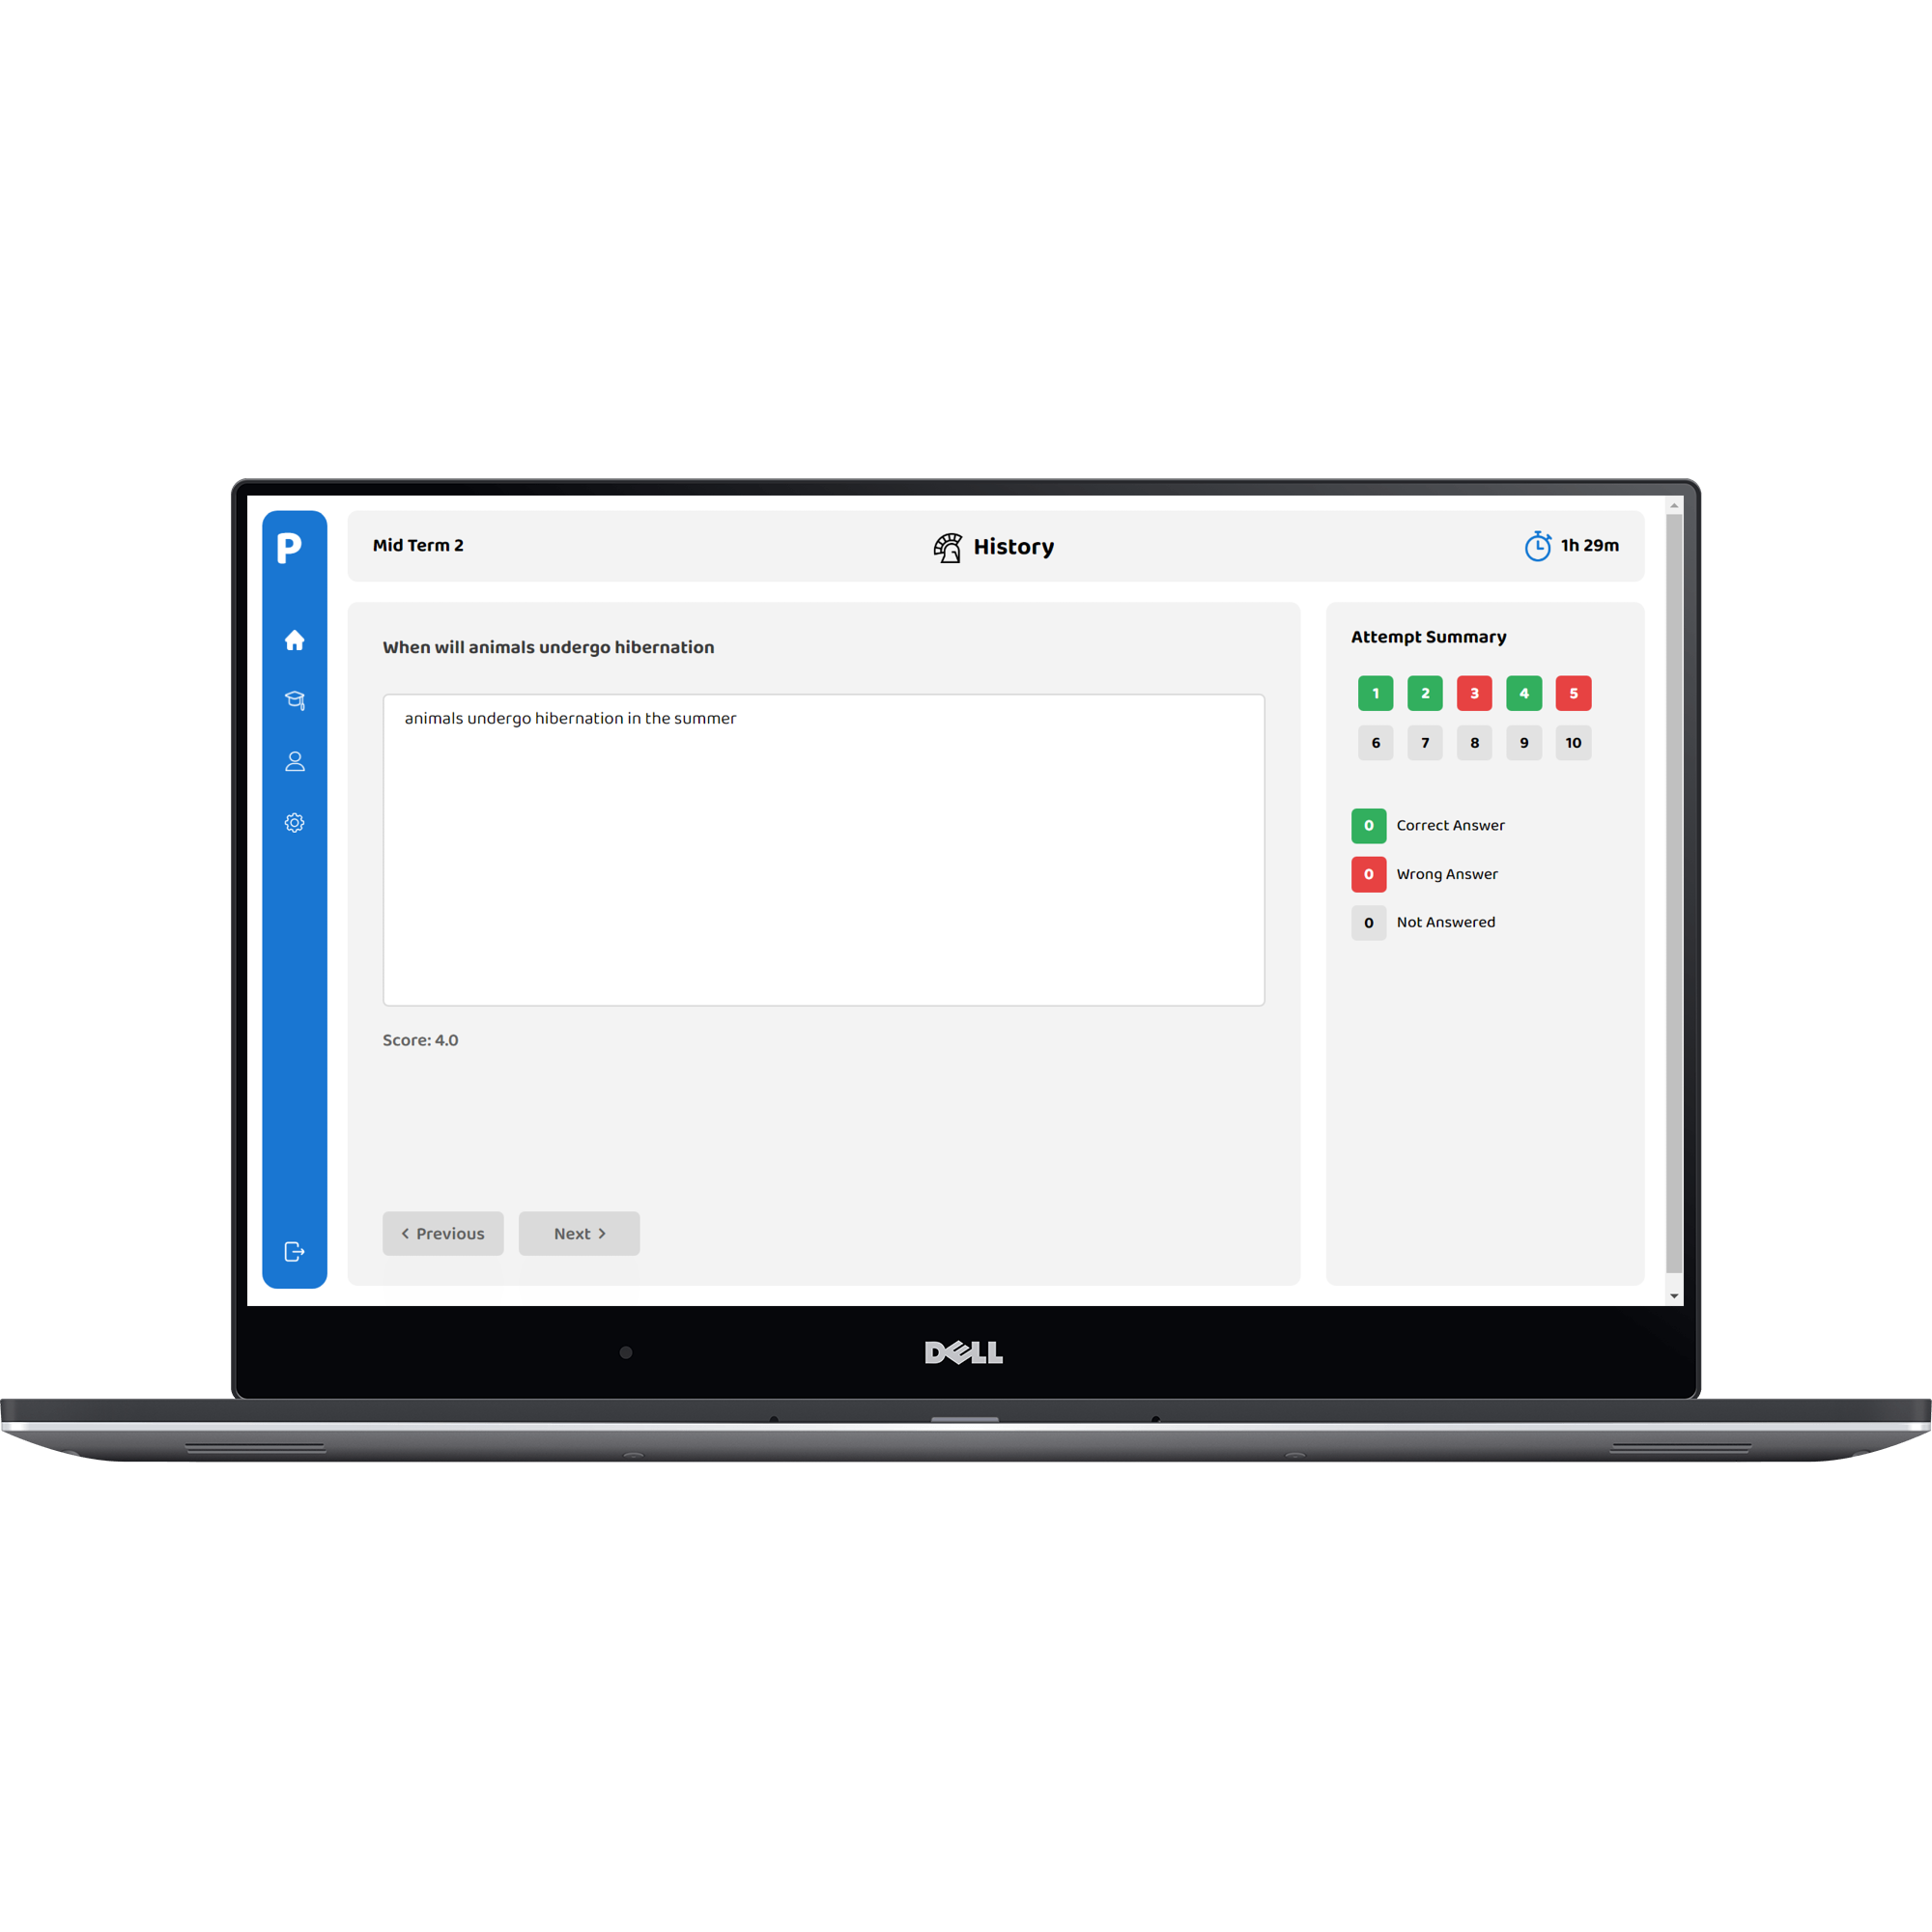 P
Mid Term 2
History
1h 29m
When will animals undergo hibernation
animals undergo hibernation in the summer
Score: 4.0
Previous
Next
Attempt Summary
1 2 3 4 5
6 7 8 9 10
0 Correct Answer
0 Wrong Answer
0 Not Answered
DELL